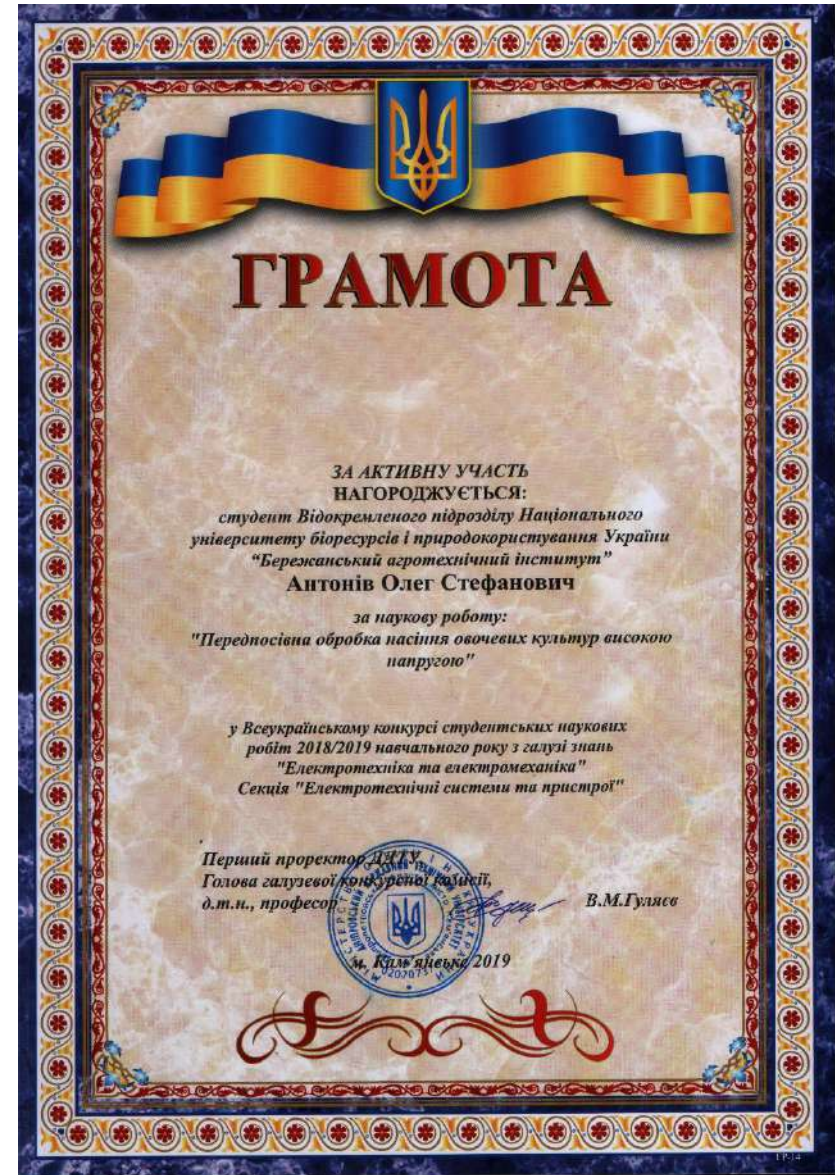 ГРАМОТА
ЗА АКТИВНУ УЧАСТЬ
НАГОРОДЖУЄТЬСЯ:
студент Відокремленого підрозділу Національного
університету біоресурсів і природокористування України
“Бережанський агротехнічний інститут”
Антонів Олег Стефанович
за наукову роботу:
"Передпосівна обробка насіння овочевих культур високою
напругою"
у Всеукраїнському конкурсі студентських наукових
робіт 2018/2019 навчального року з галузі знань
"Електротехніка та електромеханіка"
Секція "Електротехнічні системи та пристрої"
Перший проректор ДДТУ,
Голова галузевої конкурсної комісії,
д.т.н., професор В.М.Гуляєв
м. Кам'янське 2019
ГР-14